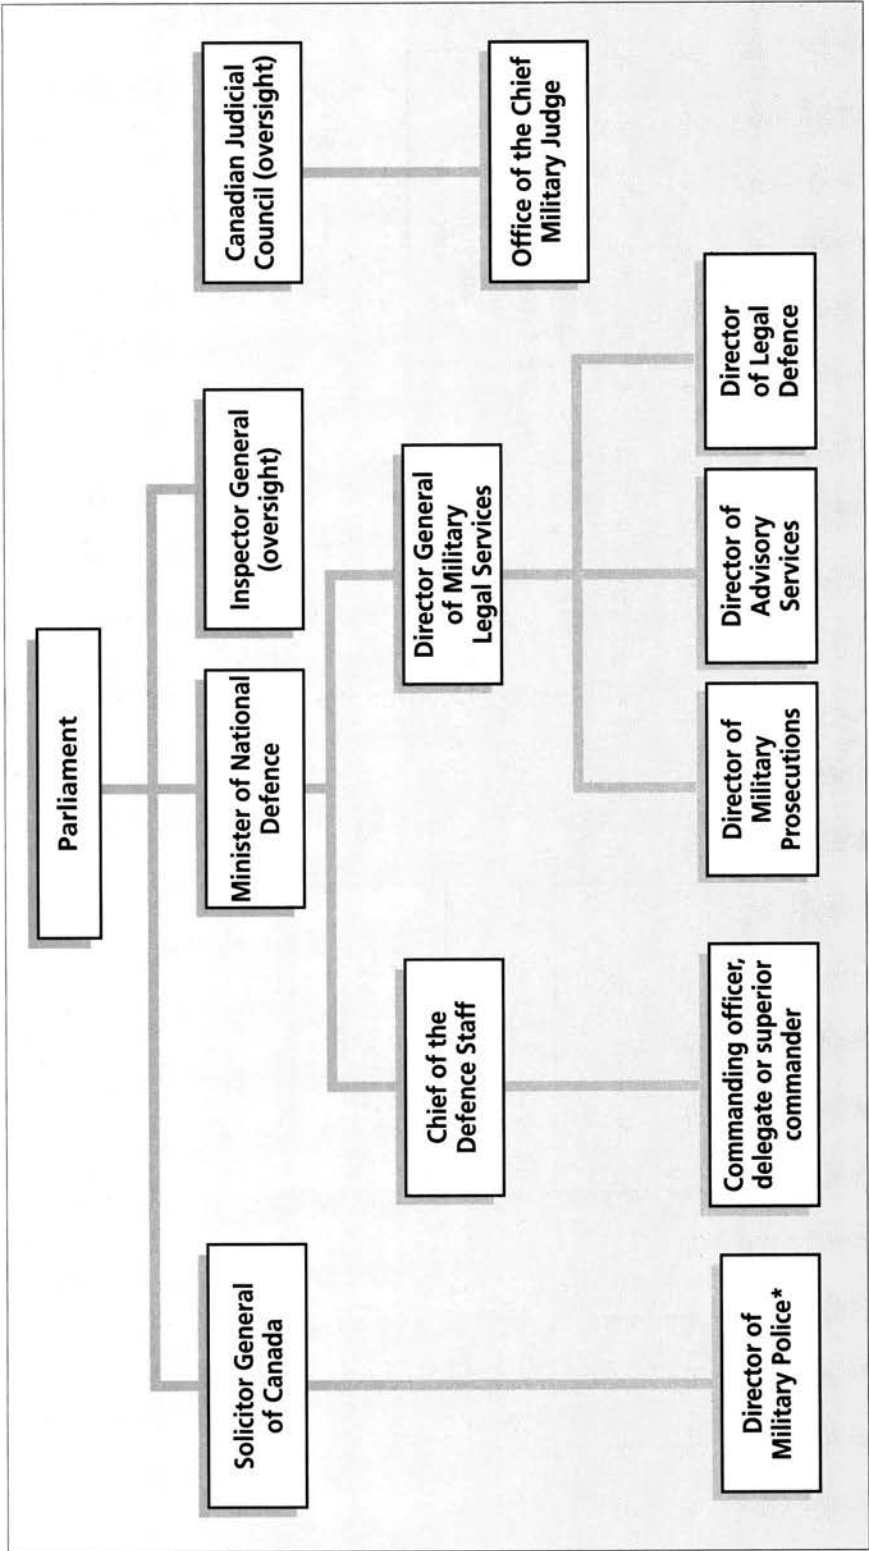 Parliament
Solicitor General
of Canada
Minister of National
Defence
Inspector General
(oversight)
Canadian Judicial
Council (oversight)
Chief of the
Defence Staff
Director General
of Military
Legal Services
Office of the Chief
Military Judge
Director of
Military Police*
Commanding officer,
delegate or superior
commander
Director of
Military
Prosecutions
Director of
Advisory
Services
Director
of Legal
Defence